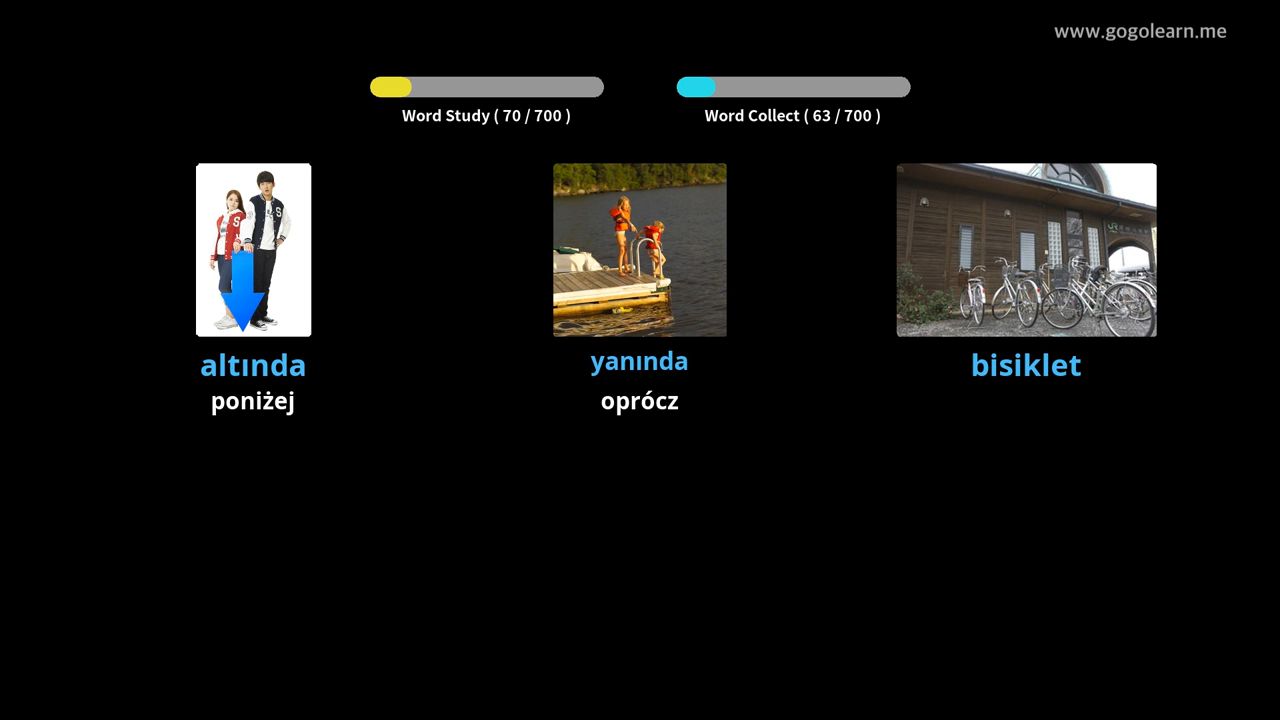 www.gogolearn.me
Word Study ( 70 / 700 )
Word Collect ( 63 / 700 )
altında
poniżej
yanında
oprócz
bisiklet